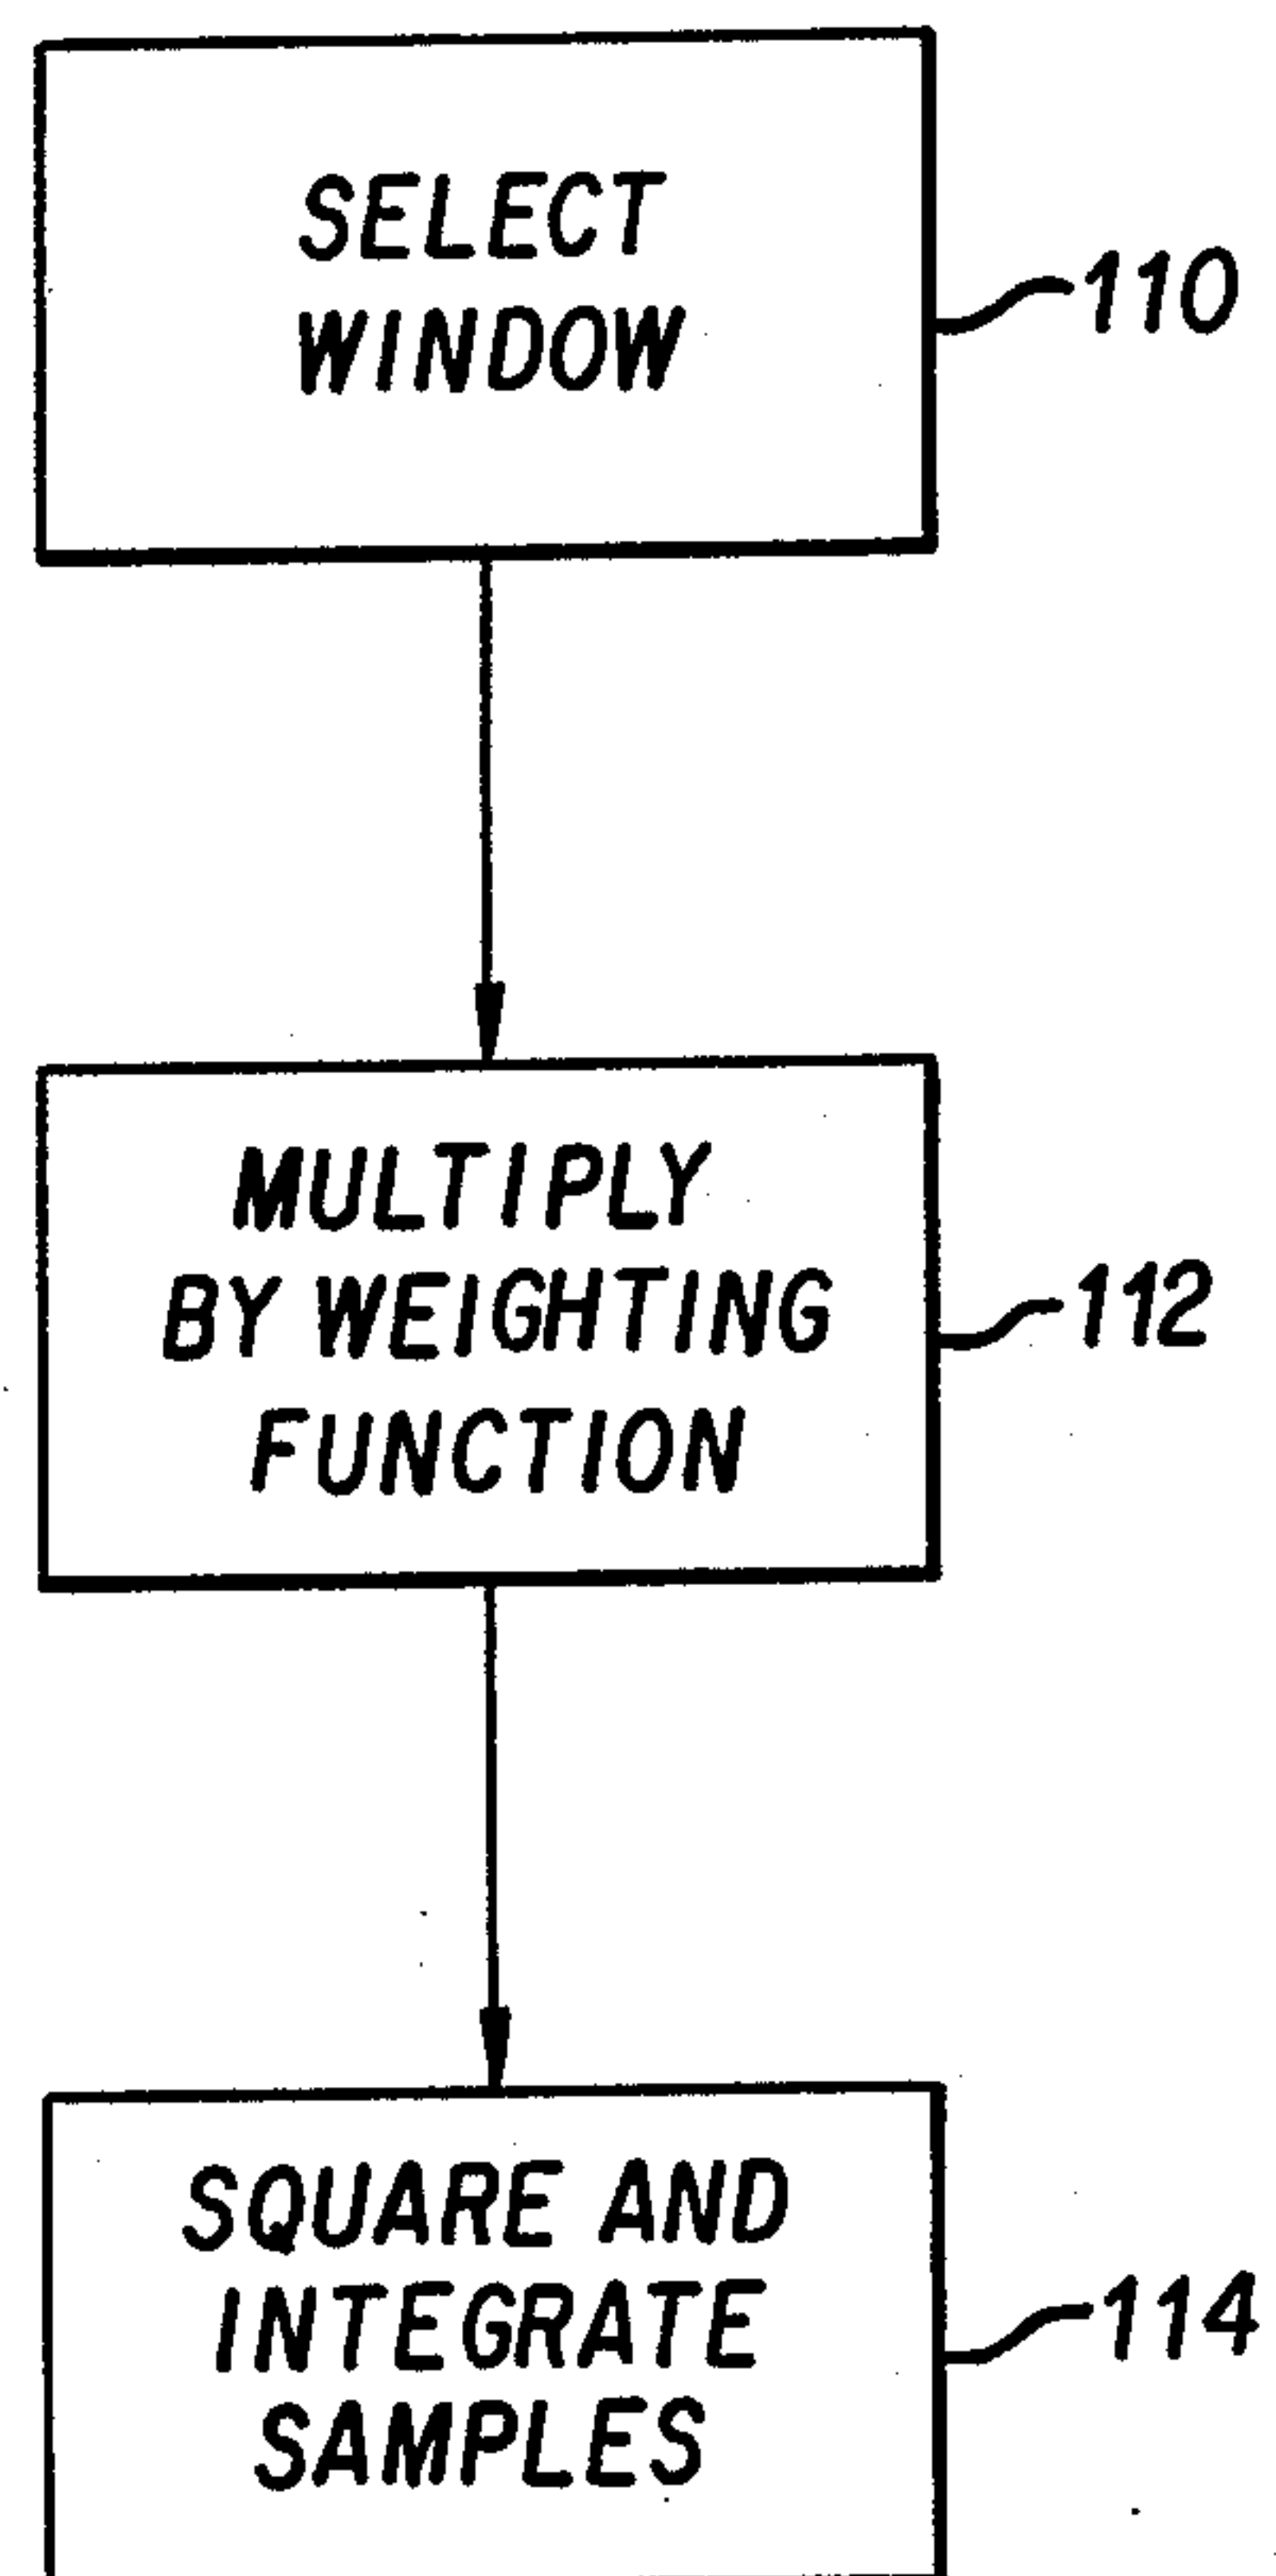 SELECT
WINDOW
110
MULTIPLY
BY WEIGHTING
FUNCTION
112
SQUARE AND
INTEGRATE
SAMPLES
114